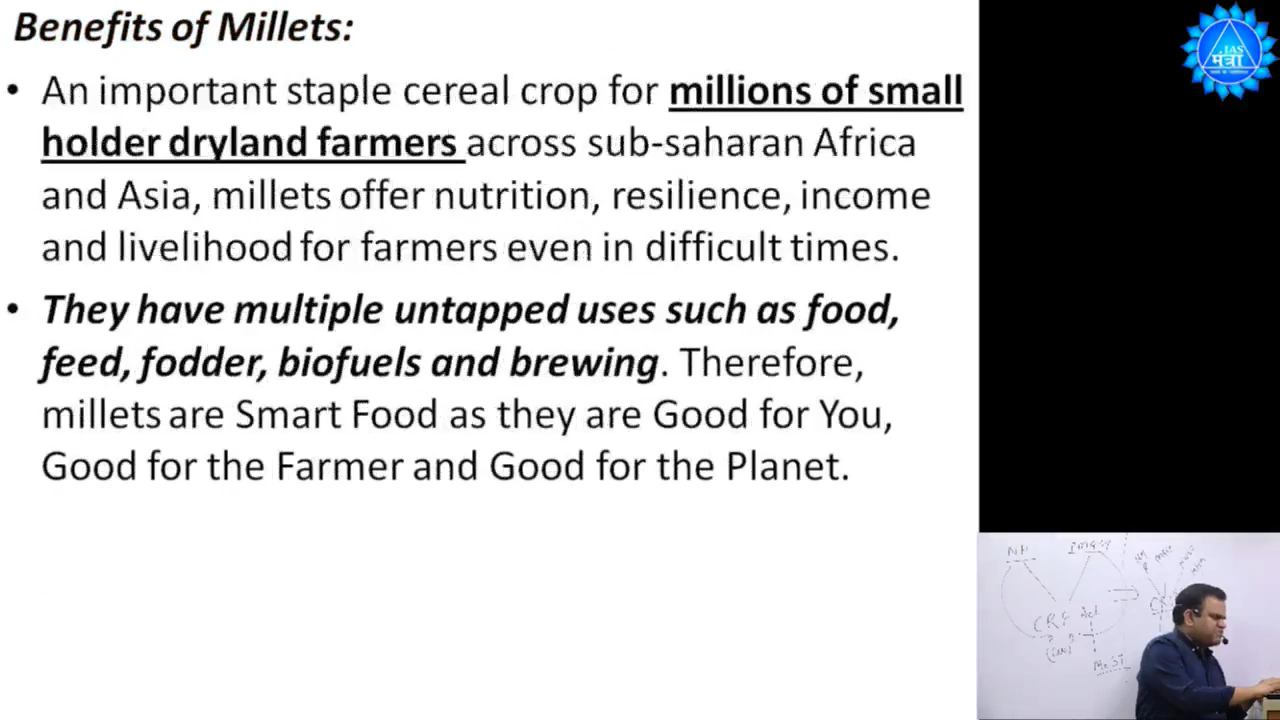 Benefits of Millets:
• An important staple cereal crop for millions of small
holder dryland farmers across sub-saharan Africa
and Asia, millets offer nutrition, resilience, income
and livelihood for farmers even in difficult times.
• They have multiple untapped uses such as food,
feed, fodder, biofuels and brewing. Therefore,
millets are Smart Food as they are Good for You,
Good for the Farmer and Good for the Planet.
IAS
मंत्रा
CRF Act